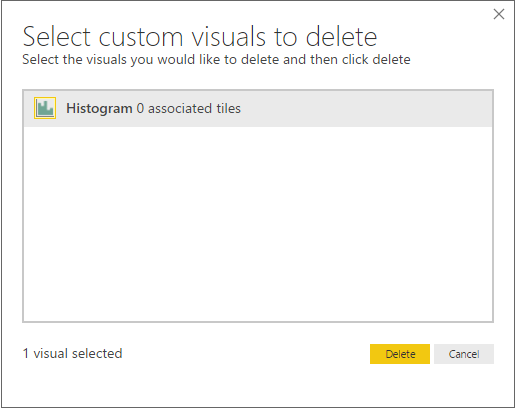 Select custom visuals to delete
Select the visuals you would like to delete and then click delete
Histogram 0 associated tiles
1 visual selected
Delete
Cancel